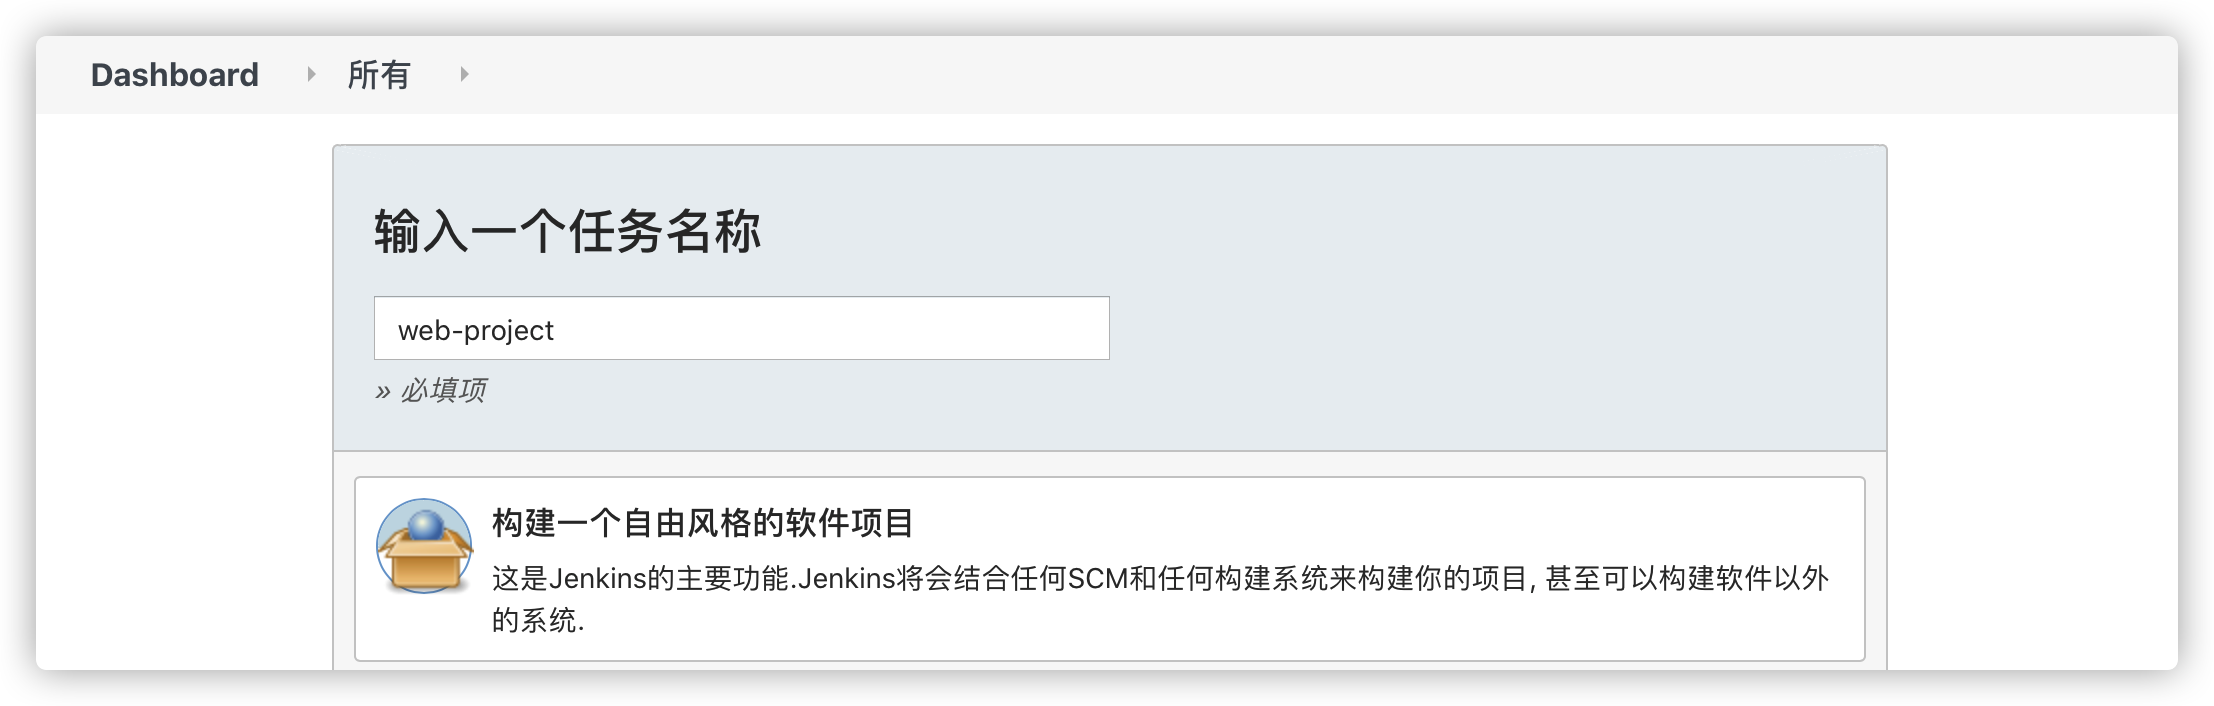 Dashboard 所有
输入一个任务名称
web-project
» 必填项
构建一个自由风格的软件项目
这是Jenkins的主要功能.Jenkins将会结合任何SCM和任何构建系统来构建你的项目, 甚至可以构建软件以外
的系统.